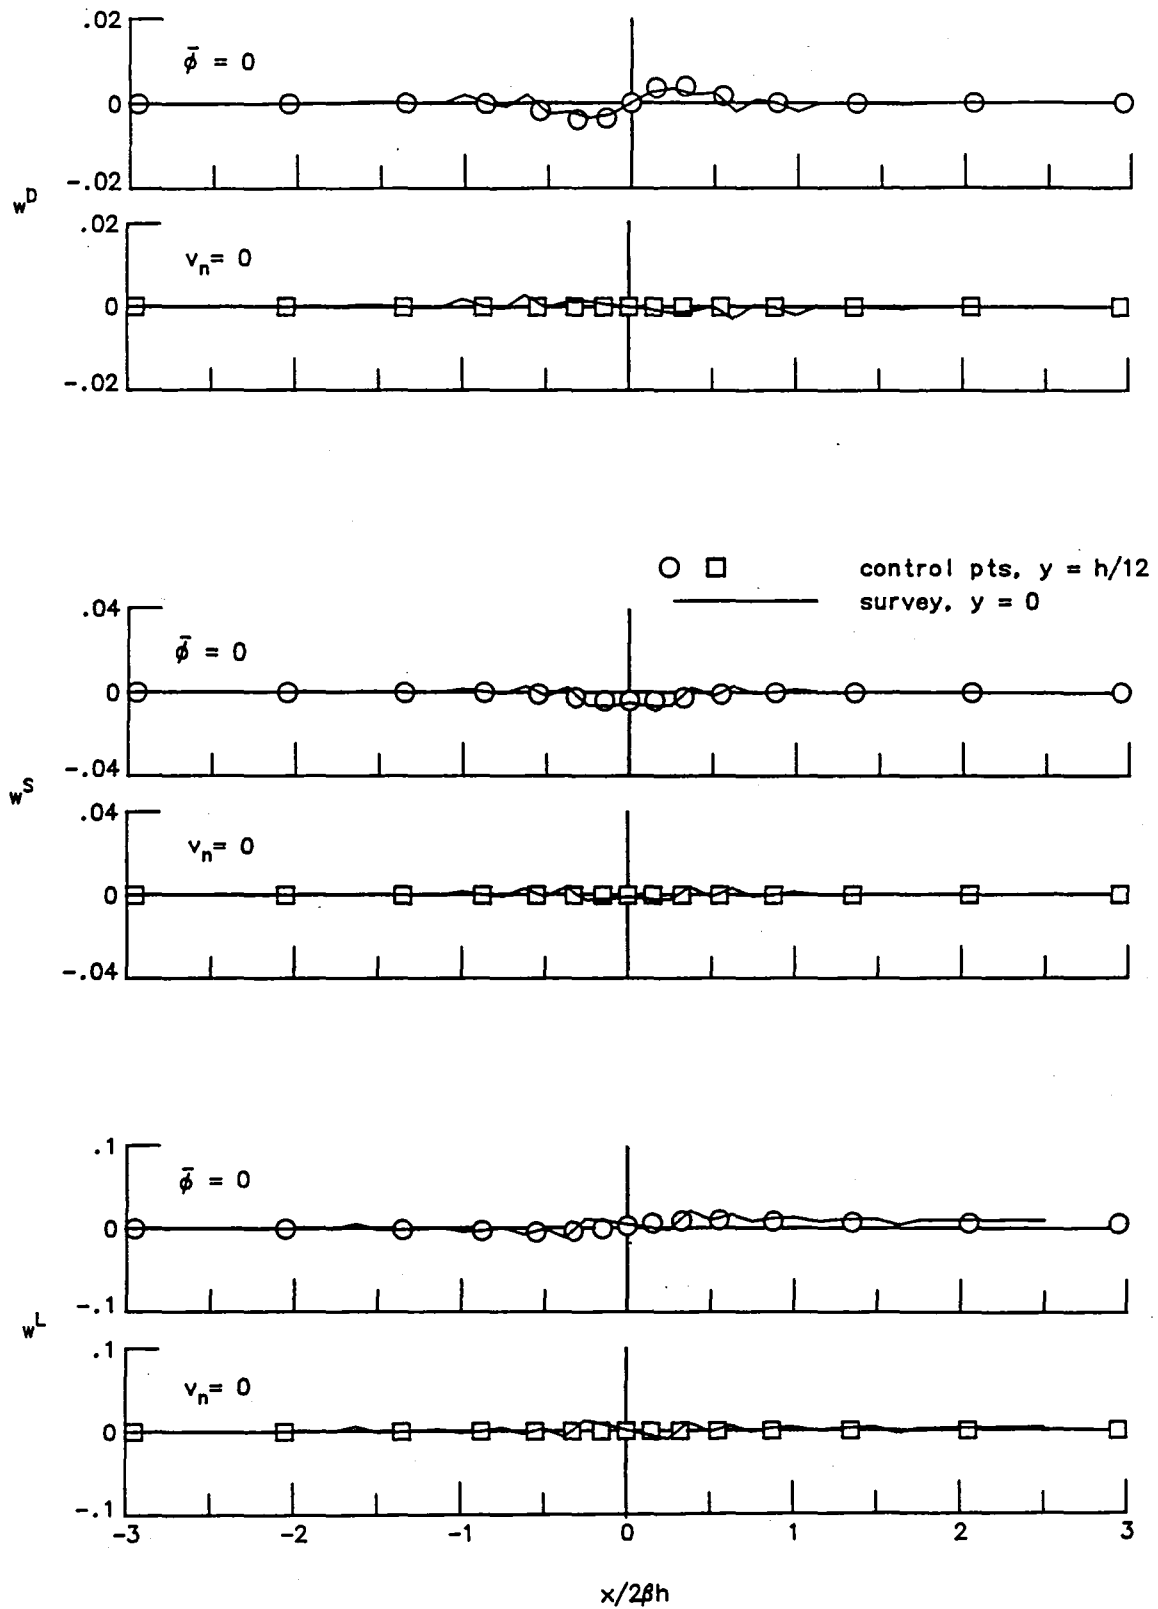 .02
φ̄ = 0
0
-.02
w^D
.02
v_n= 0
0
-.02
control pts, y = h/12
survey, y = 0
.04
φ̄ = 0
0
-.04
w^S
.04
v_n= 0
0
-.04
.1
φ̄ = 0
0
-.1
w^L
.1
v_n= 0
0
-.1
-3 -2 -1 0 1 2 3
x/2βh